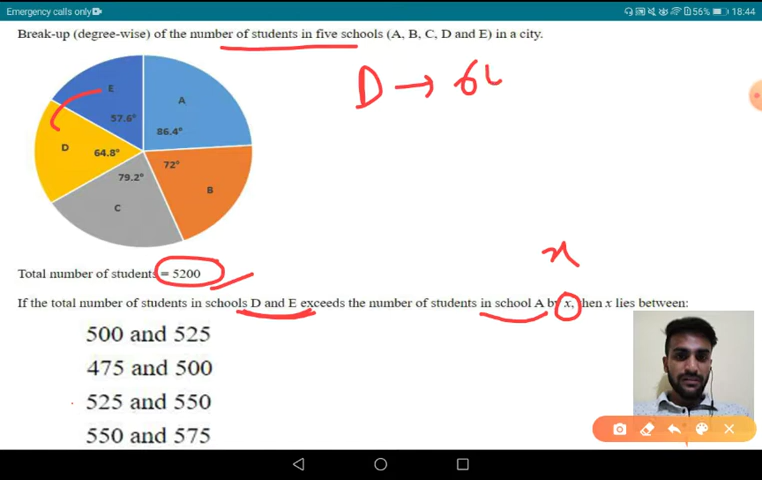 Emergency calls only
56% 18:44
Break-up (degree-wise) of the number of students in five schools (A, B, C, D and E) in a city.
D → 6
E
A
57.6°
86.4°
D
64.8°
72°
79.2°
B
C
x
Total number of students = 5200
If the total number of students in schools D and E exceeds the number of students in school A by x, then x lies between:
500 and 525
475 and 500
525 and 550
550 and 575